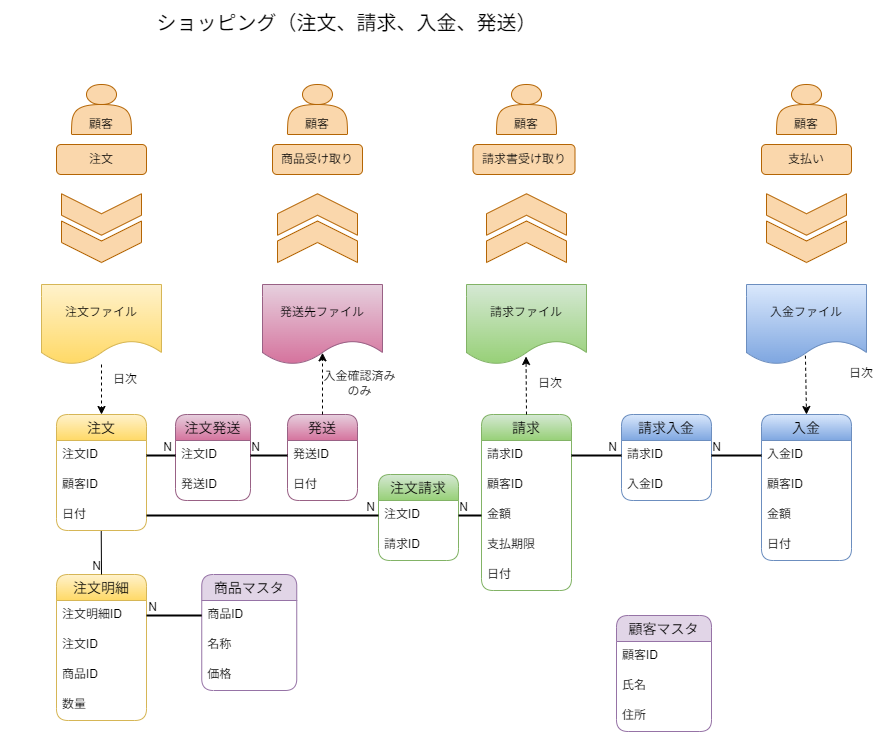 ショッピング（注文、請求、入金、発送）
顧客
顧客
顧客
顧客
注文
商品受け取り
請求書受け取り
支払い
注文ファイル
発送先ファイル
請求ファイル
入金ファイル
日次
入金確認済み
のみ
日次
日次
注文
注文ID
顧客ID
日付
N
注文発送
注文ID
発送ID
N
発送
発送ID
日付
N
注文請求
注文ID
請求ID
N
請求
請求ID
顧客ID
金額
支払期限
日付
N
請求入金
請求ID
入金ID
N
入金
入金ID
顧客ID
金額
日付
N
注文明細
注文明細ID
注文ID
商品ID
数量
N
商品マスタ
商品ID
名称
価格
顧客マスタ
顧客ID
氏名
住所